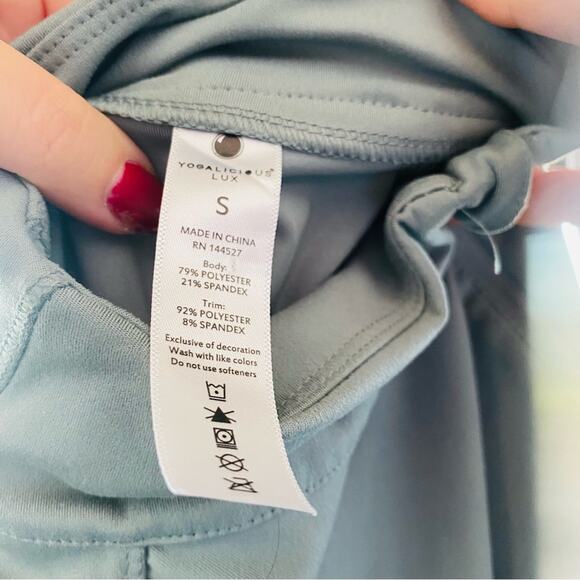 YOGALICIOUS®
LUX
S
MADE IN CHINA
RN 144527
Body:
79% POLYESTER
21% SPANDEX
Trim:
92% POLYESTER
8% SPANDEX
Exclusive of decoration
Wash with like colors
Do not use softeners